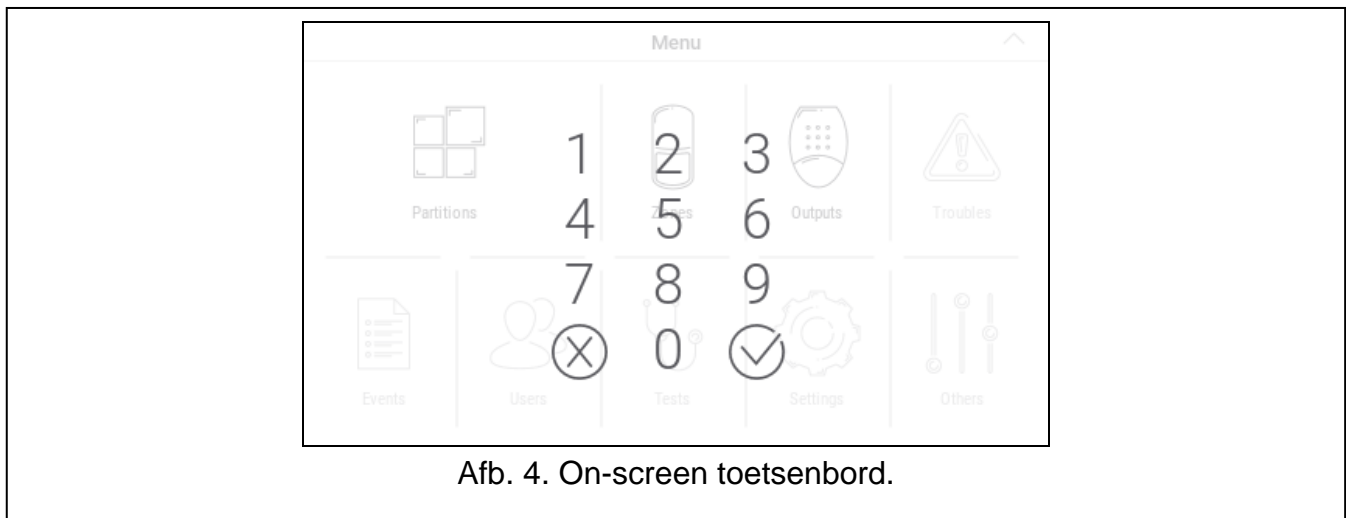 Menu
1 2 3
Partitions Zones Outputs Troubles
4 5 6
7 8 9
0
Events Users Tests Settings Others
Afb. 4. On-screen toetsenbord.